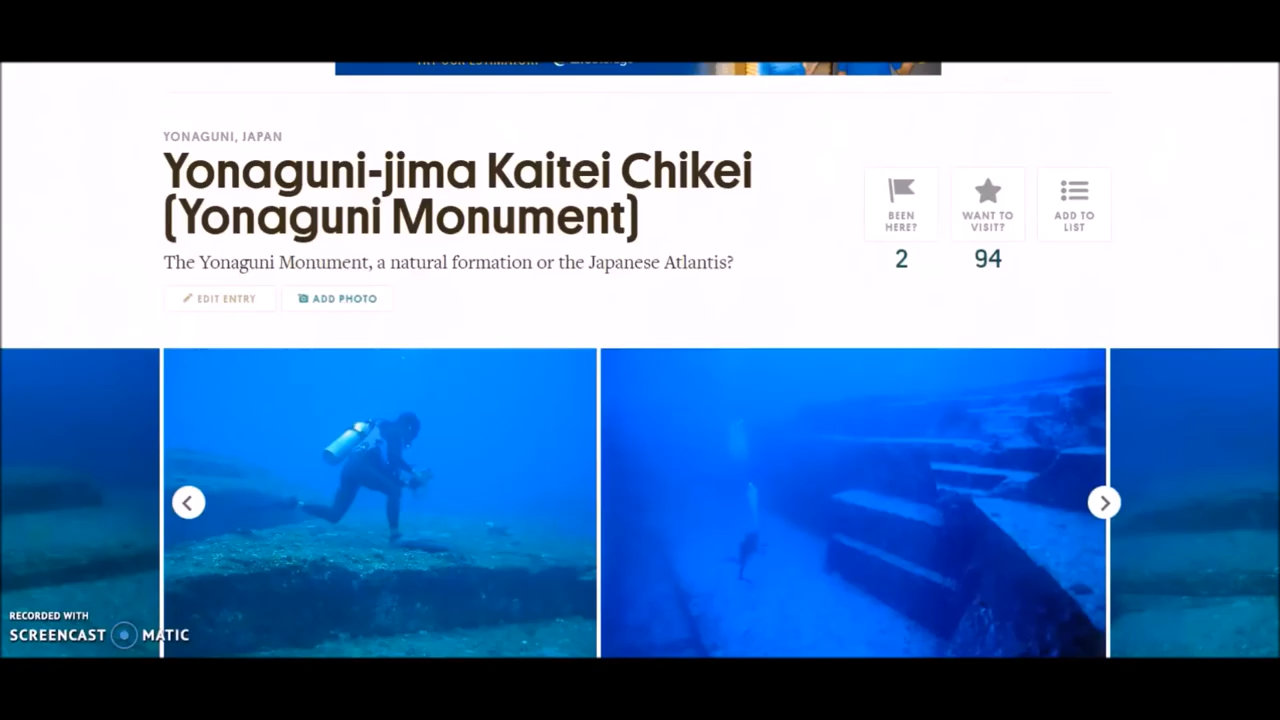 YONAGUNI, JAPAN
Yonaguni-jima Kaitei Chikei
(Yonaguni Monument)
The Yonaguni Monument, a natural formation or the Japanese Atlantis?
EDIT ENTRY
ADD PHOTO
BEEN
HERE?
2
WANT TO
VISIT?
94
ADD TO
LIST
RECORDED WITH
SCREENCAST MATIC